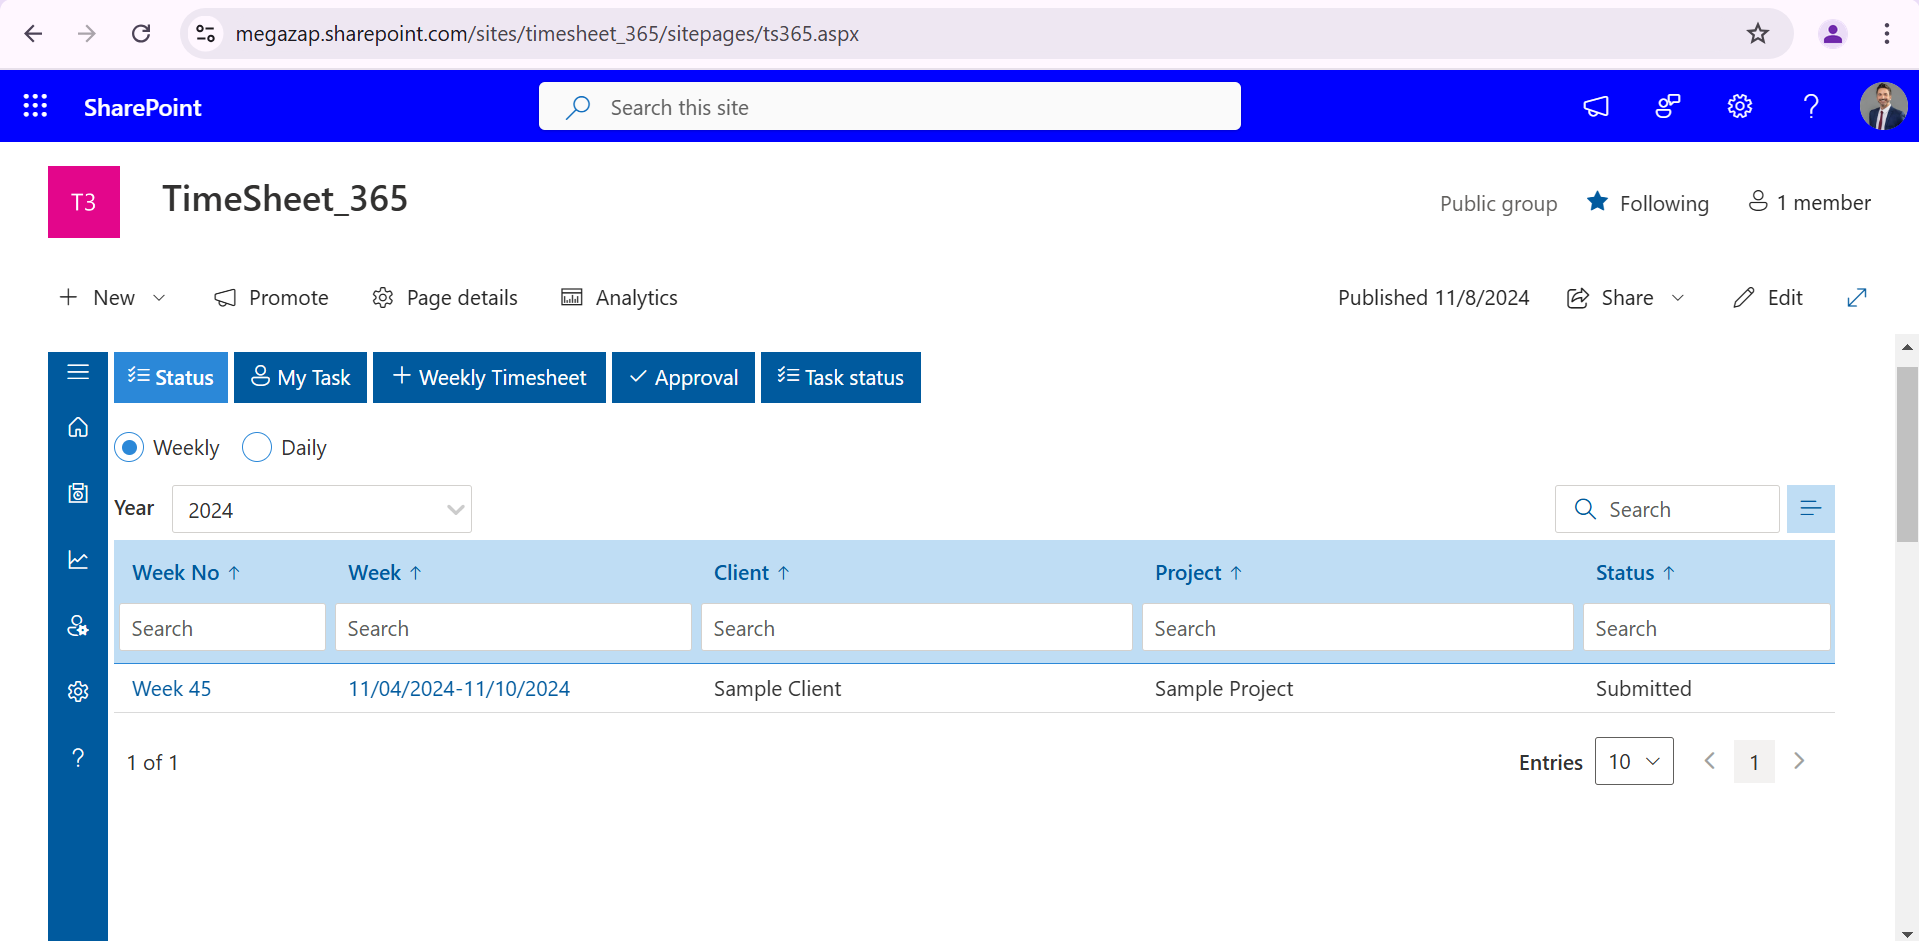 megazap.sharepoint.com/sites/timesheet_365/sitepages/ts365.aspx
SharePoint
Search this site
T3
TimeSheet_365
Public group
Following
1 member
New
Promote
Page details
Analytics
Published 11/8/2024
Share
Edit
Status
My Task
Weekly Timesheet
Approval
Task status
Weekly
Daily
Year
2024
Search
Week No
Week
Client
Project
Status
Search
Search
Search
Search
Search
Week 45
11/04/2024-11/10/2024
Sample Client
Sample Project
Submitted
1 of 1
Entries
10
1